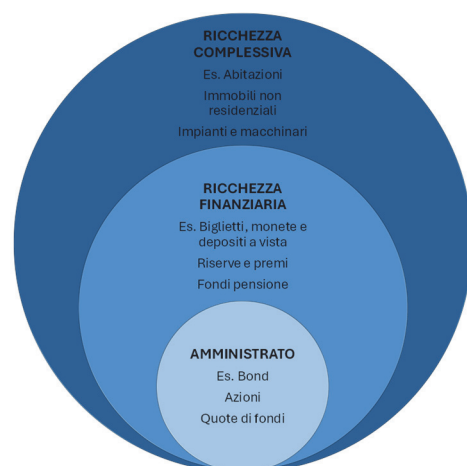 RICCHEZZA
COMPLESSIVA
Es. Abitazioni
Immobili non
residenziali
Impianti e macchinari
RICCHEZZA
FINANZIARIA
Es. Biglietti, monete e
depositi a vista
Riserve e premi
Fondi pensione
AMMINISTRATO
Es. Bond
Azioni
Quote di fondi